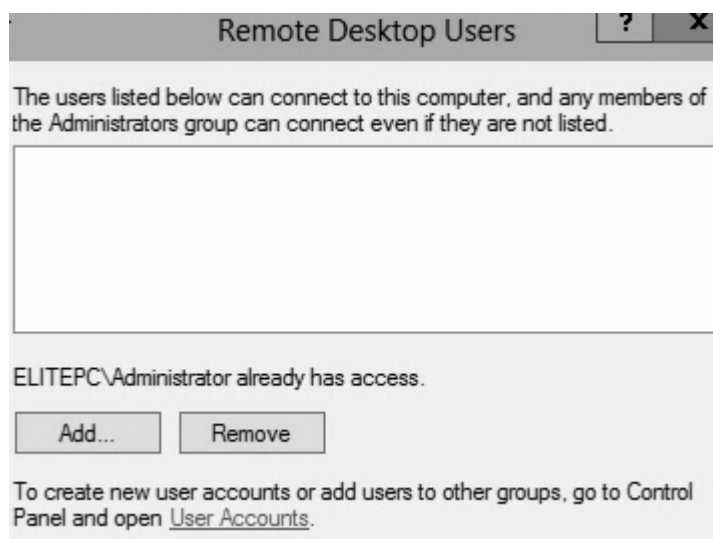 Remote Desktop Users
? x
The users listed below can connect to this computer, and any members of
the Administrators group can connect even if they are not listed.
ELITEPC\Administrator already has access.
Add... Remove
To create new user accounts or add users to other groups, go to Control
Panel and open User Accounts.